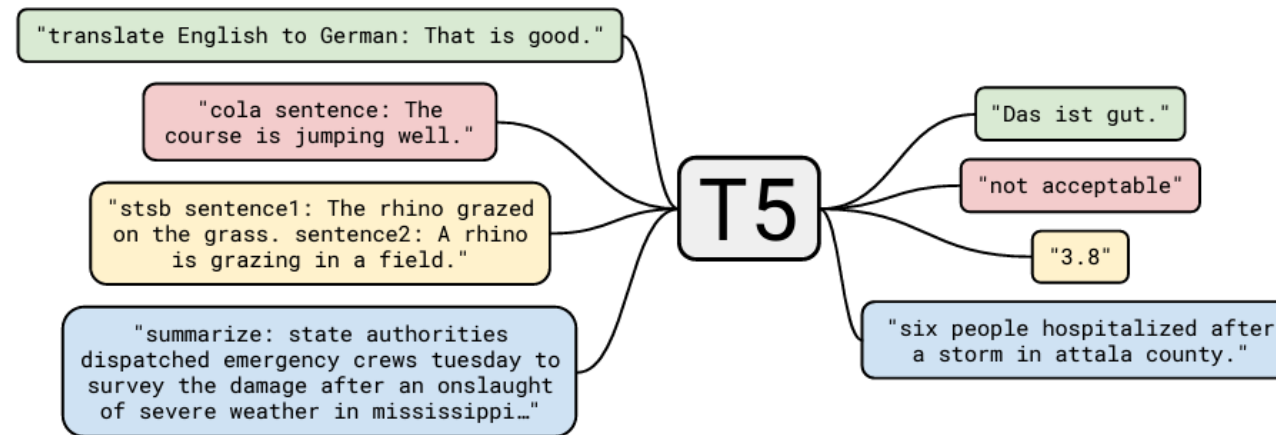 "translate English to German: That is good."
"cola sentence: The
course is jumping well."
"stsb sentence1: The rhino grazed
on the grass. sentence2: A rhino
is grazing in a field."
"summarize: state authorities
dispatched emergency crews tuesday to
survey the damage after an onslaught
of severe weather in mississippi…"
T5
"Das ist gut."
"not acceptable"
"3.8"
"six people hospitalized after
a storm in attala county."